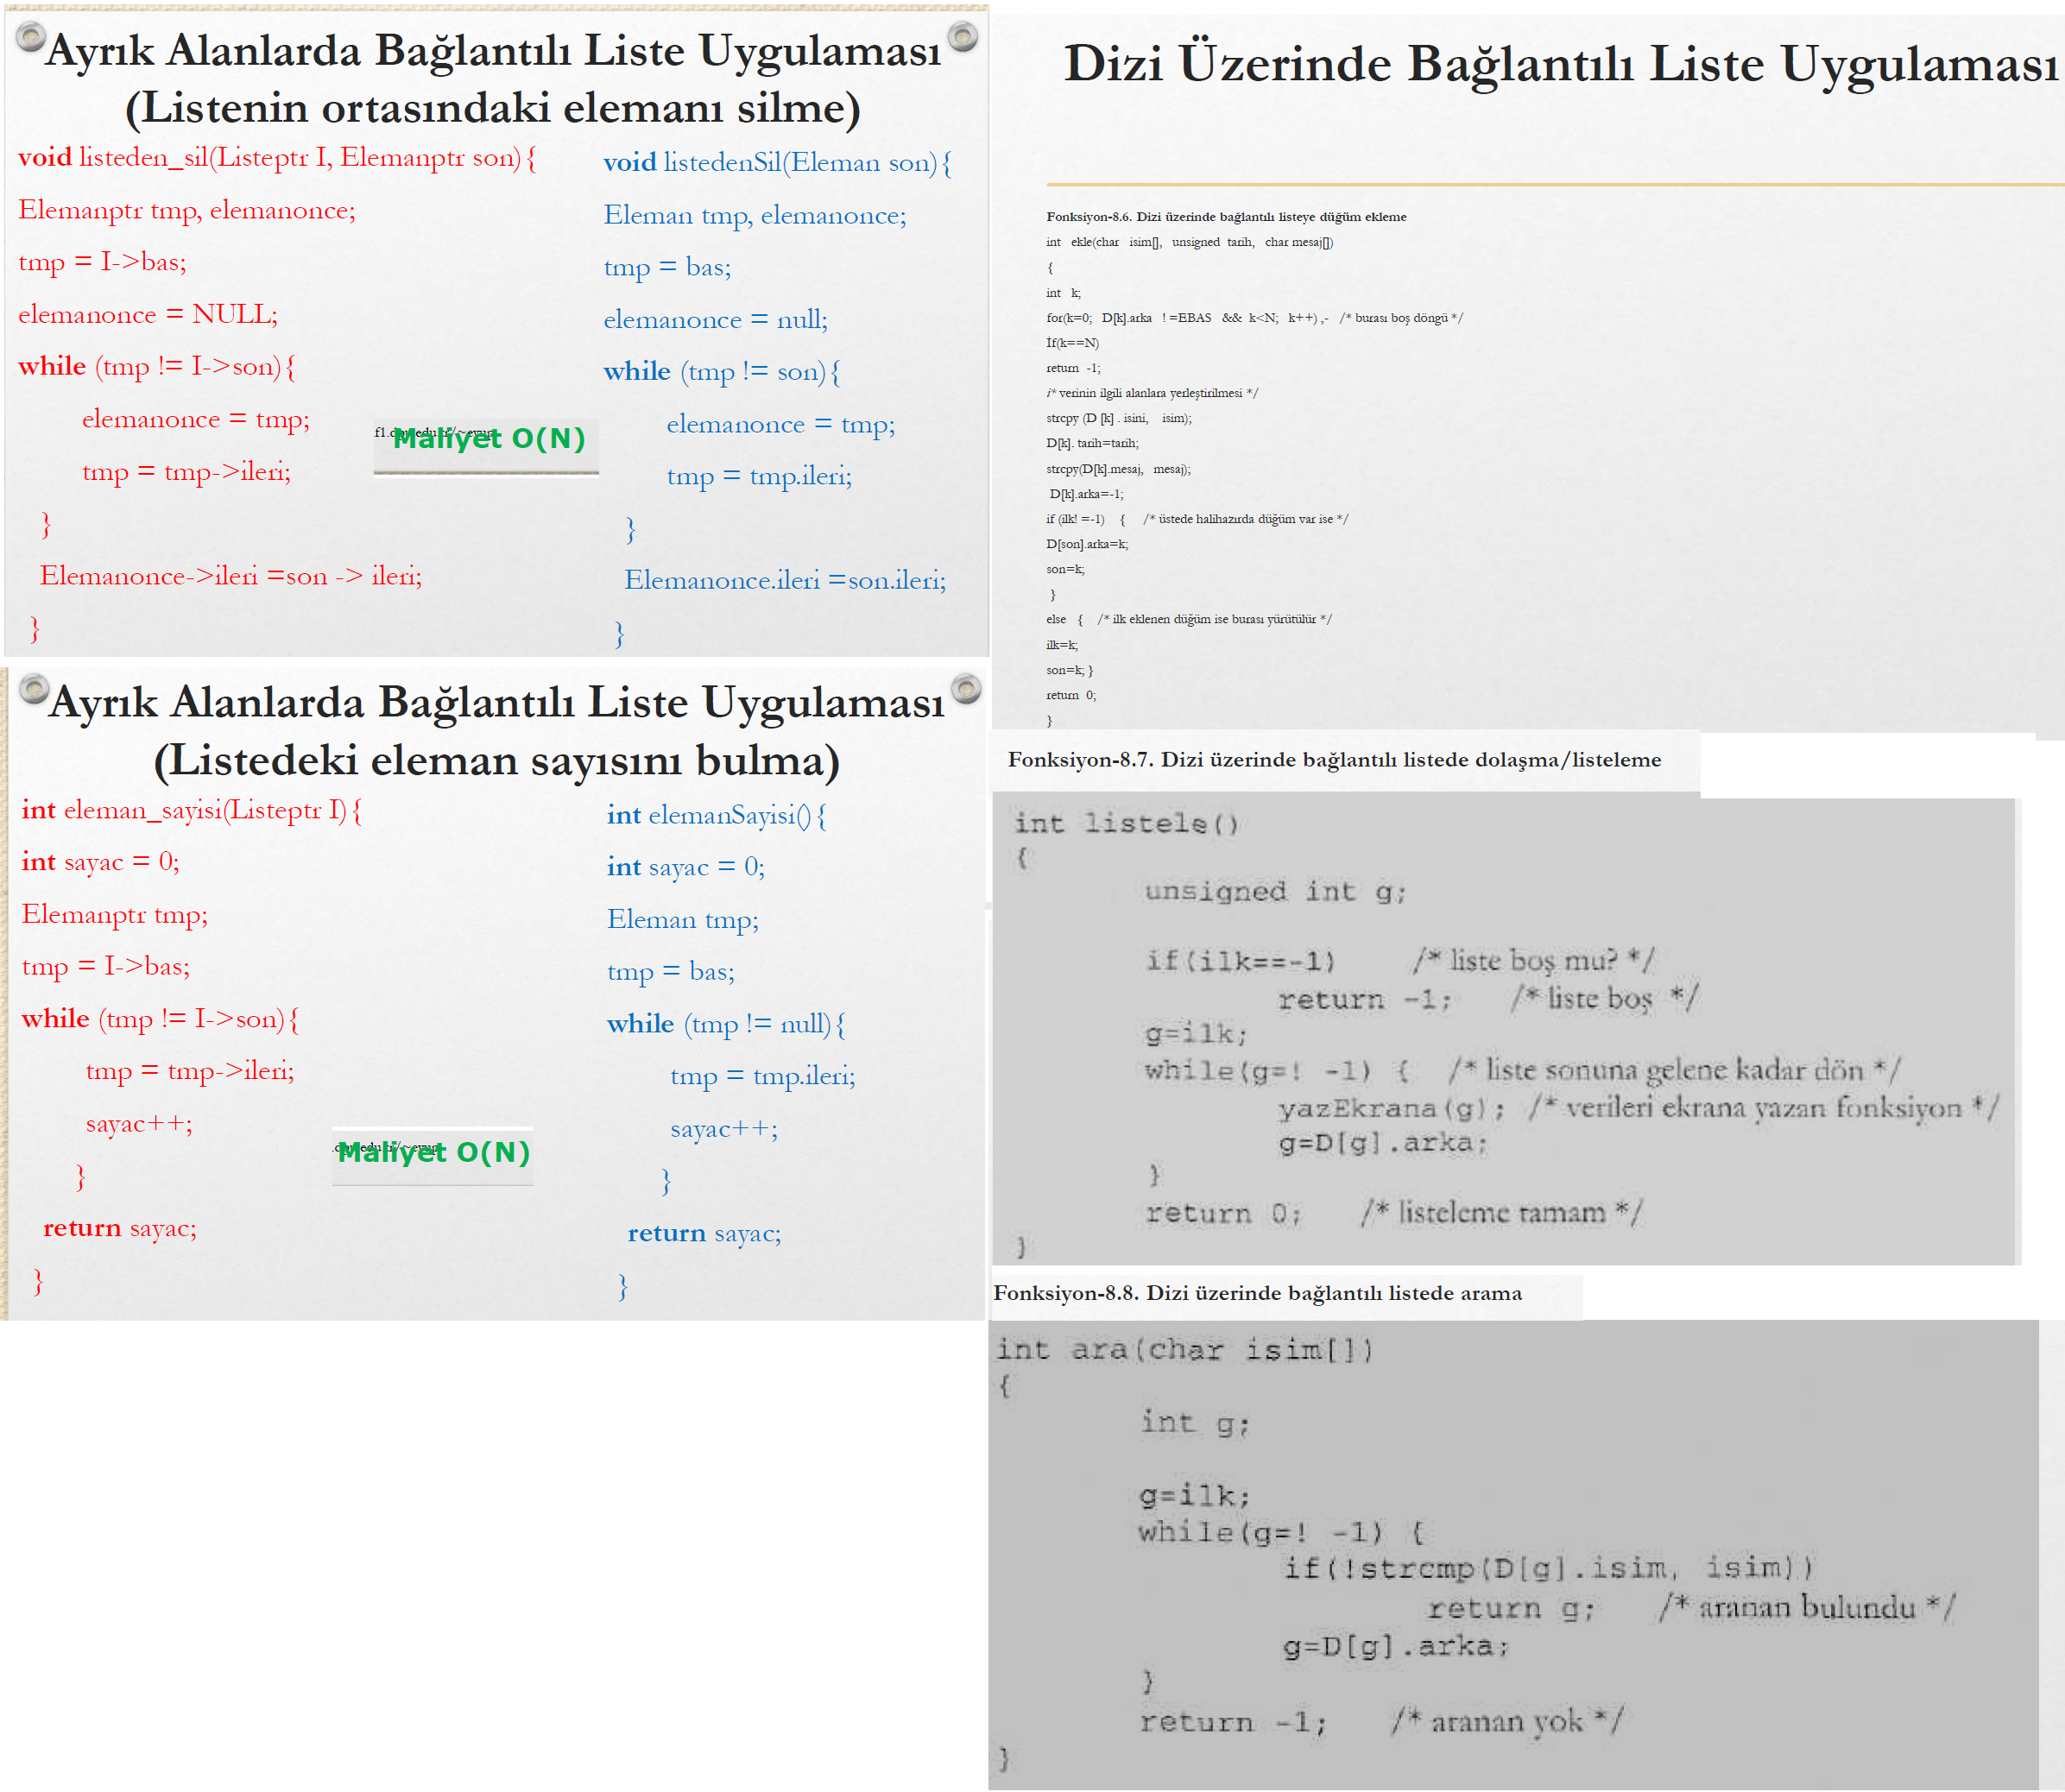 Ayrık Alanlarda Bağlantılı Liste Uygulaması
(Listenin ortasındaki elemanı silme)
void listeden_sil(Listeptr I, Elemanptr son){
Elemanptr tmp, elemanonce;
tmp = I->bas;
elemanonce = NULL;
while (tmp != I->son){
elemanonce = tmp;
tmp = tmp->ileri;
}
Elemanonce->ileri =son -> ileri;
}
Maliyet O(N)
void listedenSil(Eleman son){
Eleman tmp, elemanonce;
tmp = bas;
elemanonce = null;
while (tmp != son){
elemanonce = tmp;
tmp = tmp.ileri;
}
Elemanonce.ileri =son.ileri;
}
Ayrık Alanlarda Bağlantılı Liste Uygulaması
(Listedeki eleman sayısını bulma)
int eleman_sayisi(Listeptr I){
int sayac = 0;
Elemanptr tmp;
tmp = I->bas;
while (tmp != I->son){
tmp = tmp->ileri;
sayac++;
}
return sayac;
}
Maliyet O(N)
int elemanSayisi(){
int sayac = 0;
Eleman tmp;
tmp = bas;
while (tmp != null){
tmp = tmp.ileri;
sayac++;
}
return sayac;
}
Dizi Üzerinde Bağlantılı Liste Uygulaması
Fonksiyon-8.6. Dizi üzerinde bağlantılı listeye düğüm ekleme
int ekle(char isim[], unsigned tarih, char mesaj[])
{
int k;
for(k=0; D[k].arka ! =EBAS && k<N; k++) ,- /* burası boş döngü */
İf(k==N)
return -1;
i* verinin ilgili alanlara yerleştirilmesi */
strcpy (D [k] . isini, isim);
D[k]. tarih=tarih;
strcpy(D[k].mesaj, mesaj);
D[k].arka=-1;
if (ilk! =-1) { /* üstede halihazırda düğüm var ise */
D[son].arka=k;
son=k;
}
else { /* ilk eklenen düğüm ise burası yürütülür */
ilk=k;
son=k; }
return 0;
}
Fonksiyon-8.7. Dizi üzerinde bağlantılı listede dolaşma/listeleme
int listele()
{
unsigned int g;
if(ilk==-1) /* liste boş mu? */
return -1; /* liste boş */
g=ilk;
while(g=! -1) { /* liste sonuna gelene kadar dön */
yazEkrana(g); /* verileri ekrana yazan fonksiyon */
g=D[g].arka;
}
return 0; /* listeleme tamam */
}
Fonksiyon-8.8. Dizi üzerinde bağlantılı listede arama
int ara(char isim[])
{
int g;
g=ilk;
while(g=! -1) {
if(!strcmp(D[g].isim, isim))
return g; /* aranan bulundu */
g=D[g].arka;
}
return -1; /* aranan yok */
}